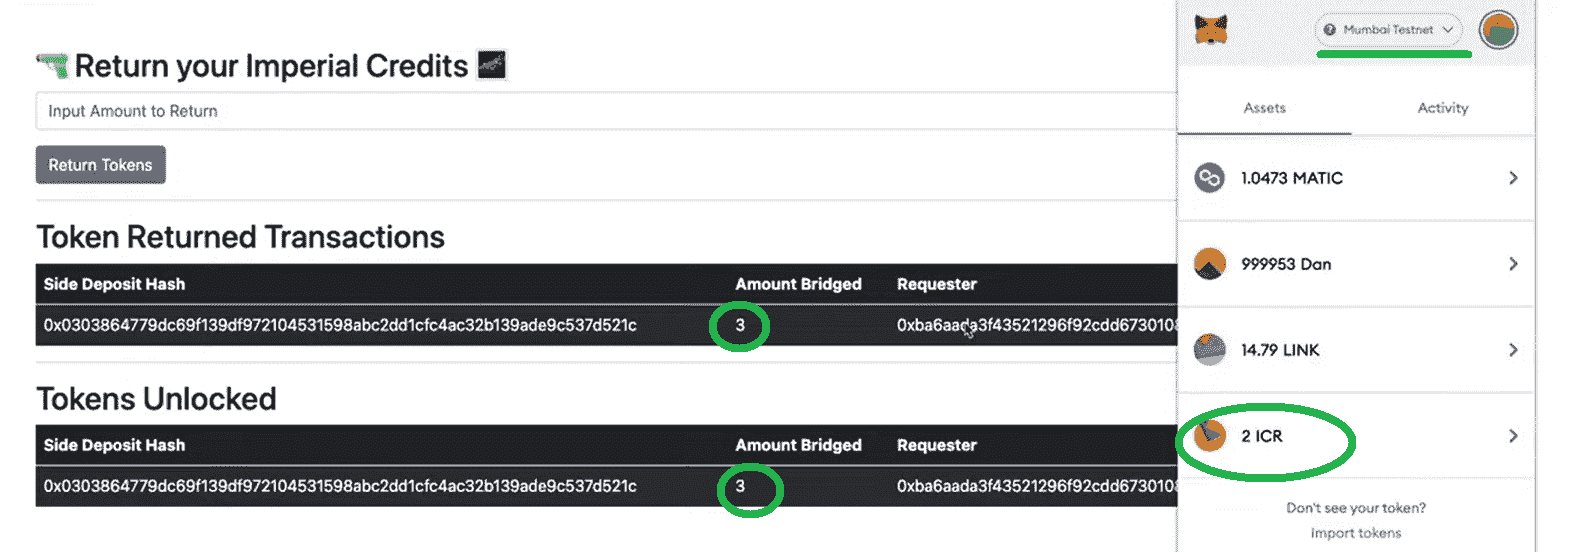 Return your Imperial Credits
Input Amount to Return
Return Tokens
Token Returned Transactions
Side Deposit Hash Amount Bridged Requester
0x0303864779dc69f139df972104531598abc2dd1cfc4ac32b139ade9c537d521c 3 0xba6aada3f43521296f92cdd6730108
Tokens Unlocked
Side Deposit Hash Amount Bridged Requester
0x0303864779dc69f139df972104531598abc2dd1cfc4ac32b139ade9c537d521c 3 0xba6aada3f43521296f92cdd6730108
Mumbai Testnet
Assets Activity
1.0473 MATIC
999953 Dan
14.79 LINK
2 ICR
Don't see your token?
Import tokens